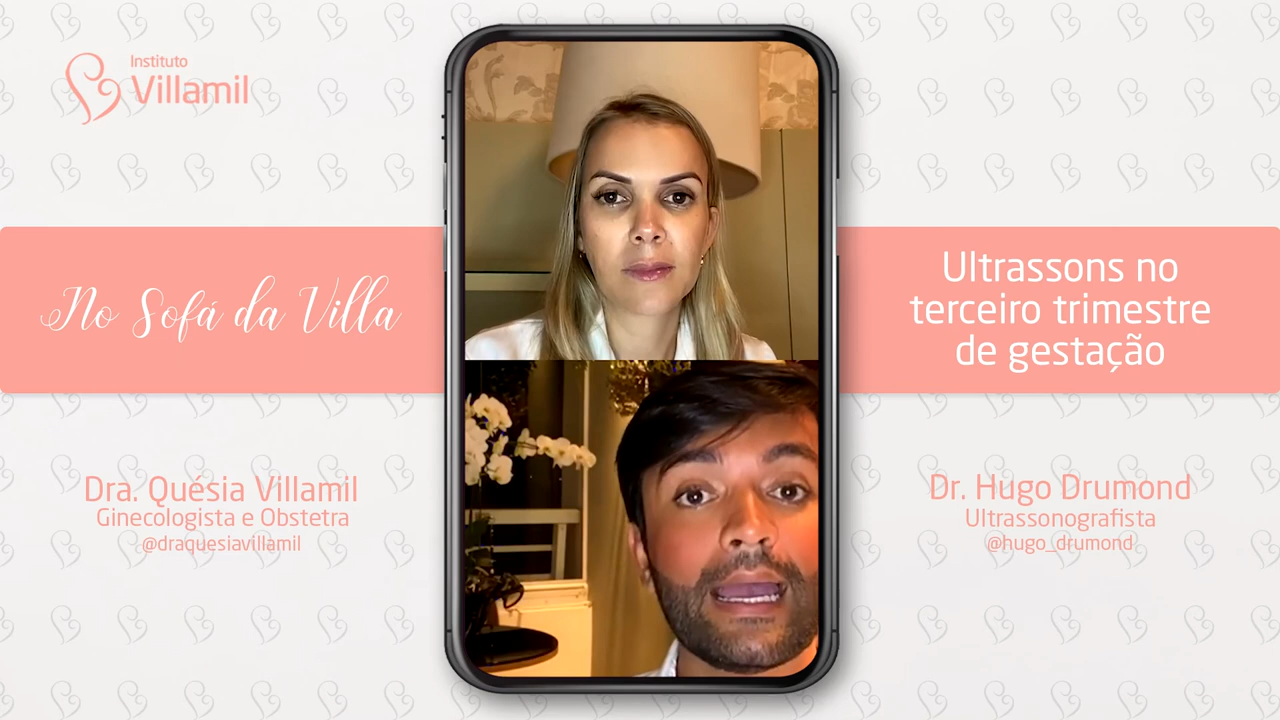 Instituto
Villamil
No Sofá da Villa
Ultrassons no
terceiro trimestre
de gestação
Dra. Quésia Villamil
Ginecologista e Obstetra
@draquesiavillamil
Dr. Hugo Drumond
Ultrassonografista
@hugo_drumond